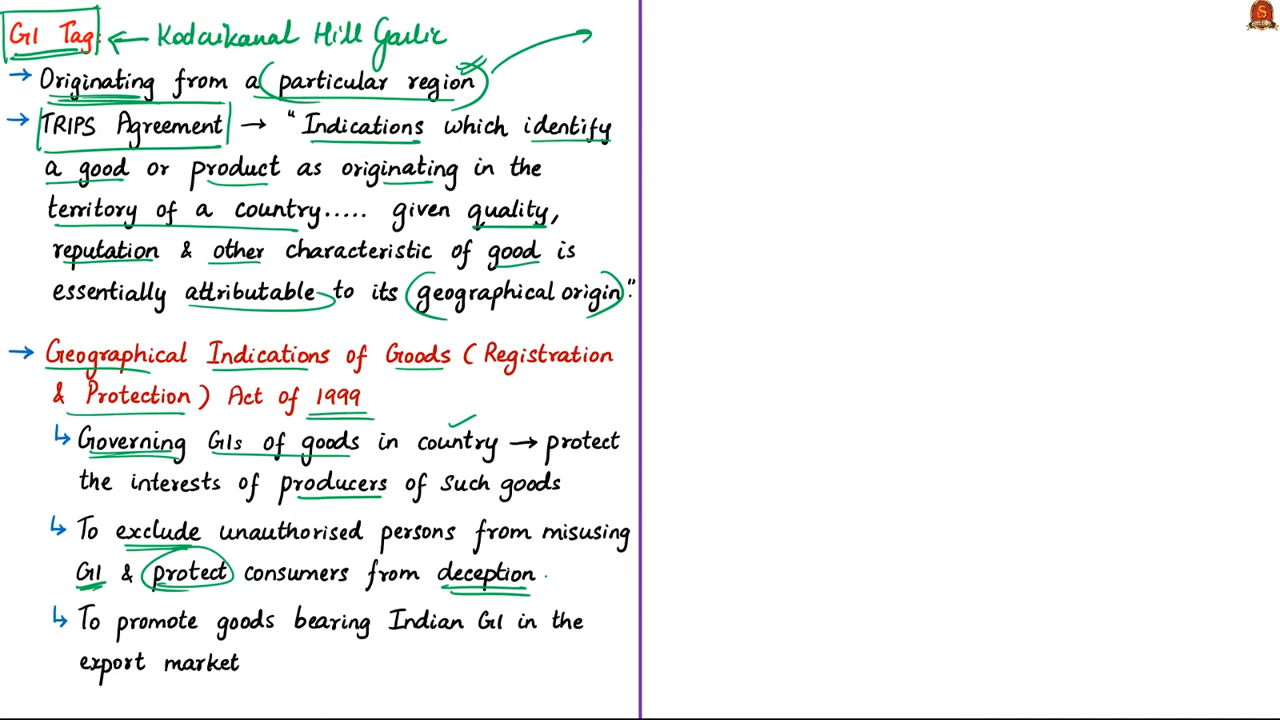 GI Tag ← Kodaikanal Hill Garlic
→ Originating from a (particular region)
→ TRIPS Agreement → "Indications which identify
a good or product as originating in the
territory of a country..... given quality,
reputation & other characteristic of good is
essentially attributable to its (geographical origin)".
→ Geographical Indications of Goods (Registration
& Protection) Act of 1999
↳ Governing GIs of goods in country → protect
the interests of producers of such goods
↳ To exclude unauthorised persons from misusing
GI & protect consumers from deception.
↳ To promote goods bearing Indian GI in the
export market